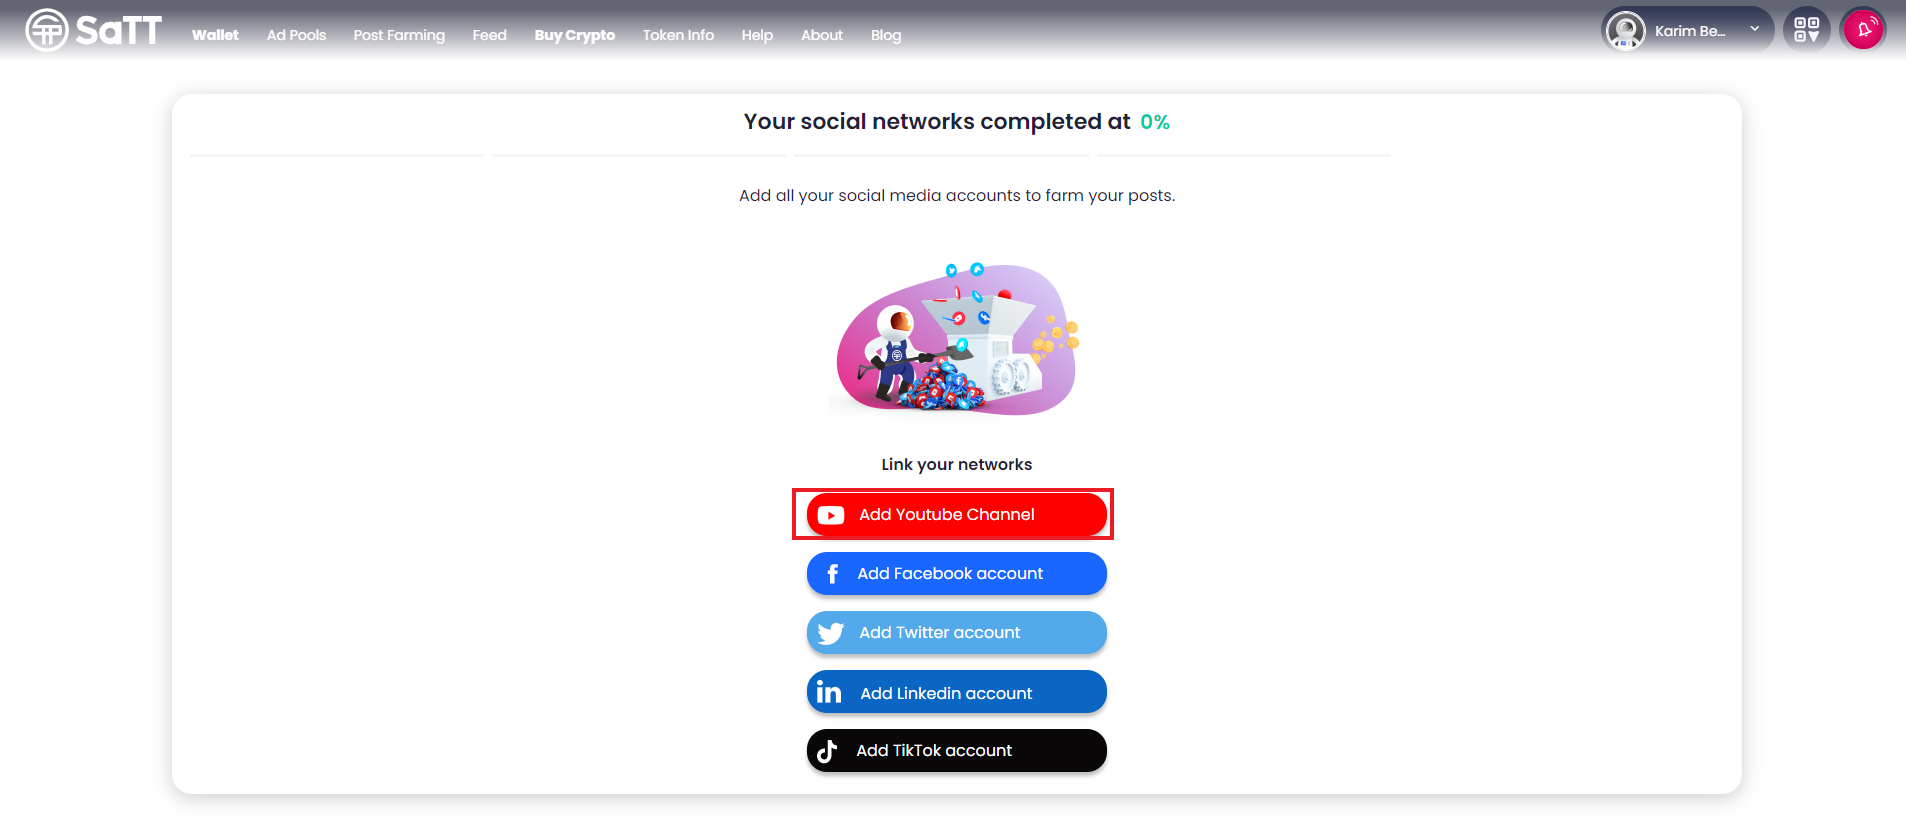 SaTT
Wallet Ad Pools Post Farming Feed Buy Crypto Token Info Help About Blog
Karim Be...
Your social networks completed at 0%
Add all your social media accounts to farm your posts.
Link your networks
Add Youtube Channel
Add Facebook account
Add Twitter account
Add Linkedin account
Add TikTok account